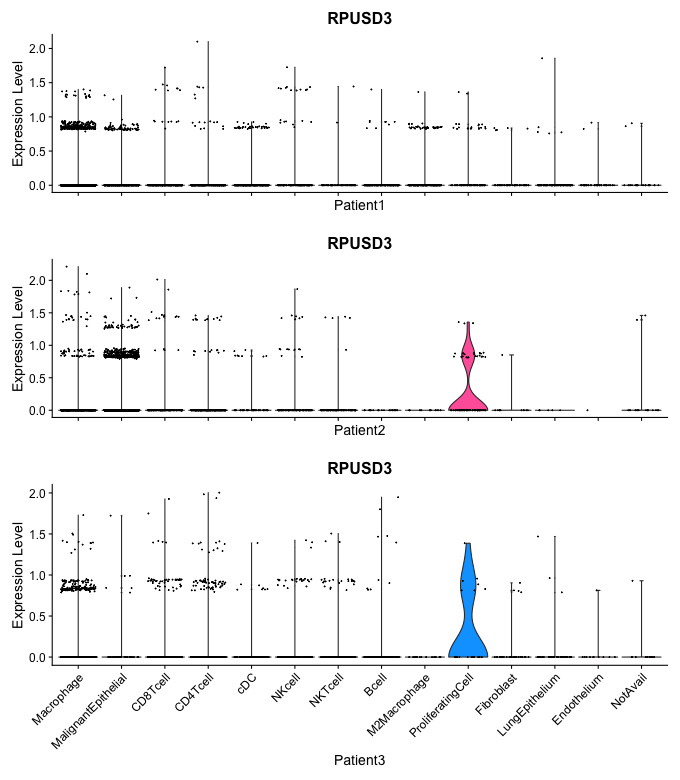 RPUSD3
Expression Level
2.0
1.5
1.0
0.5
0.0
Patient1
RPUSD3
Expression Level
2.0
1.5
1.0
0.5
0.0
Patient2
RPUSD3
Expression Level
2.0
1.5
1.0
0.5
0.0
Macrophage
MalignantEpithelial
CD8Tcell
CD4Tcell
cDC
NKcell
NKTcell
Bcell
M2Macrophage
ProliferatingCell
Fibroblast
LungEpithelium
Endothelium
NotAvail
Patient3